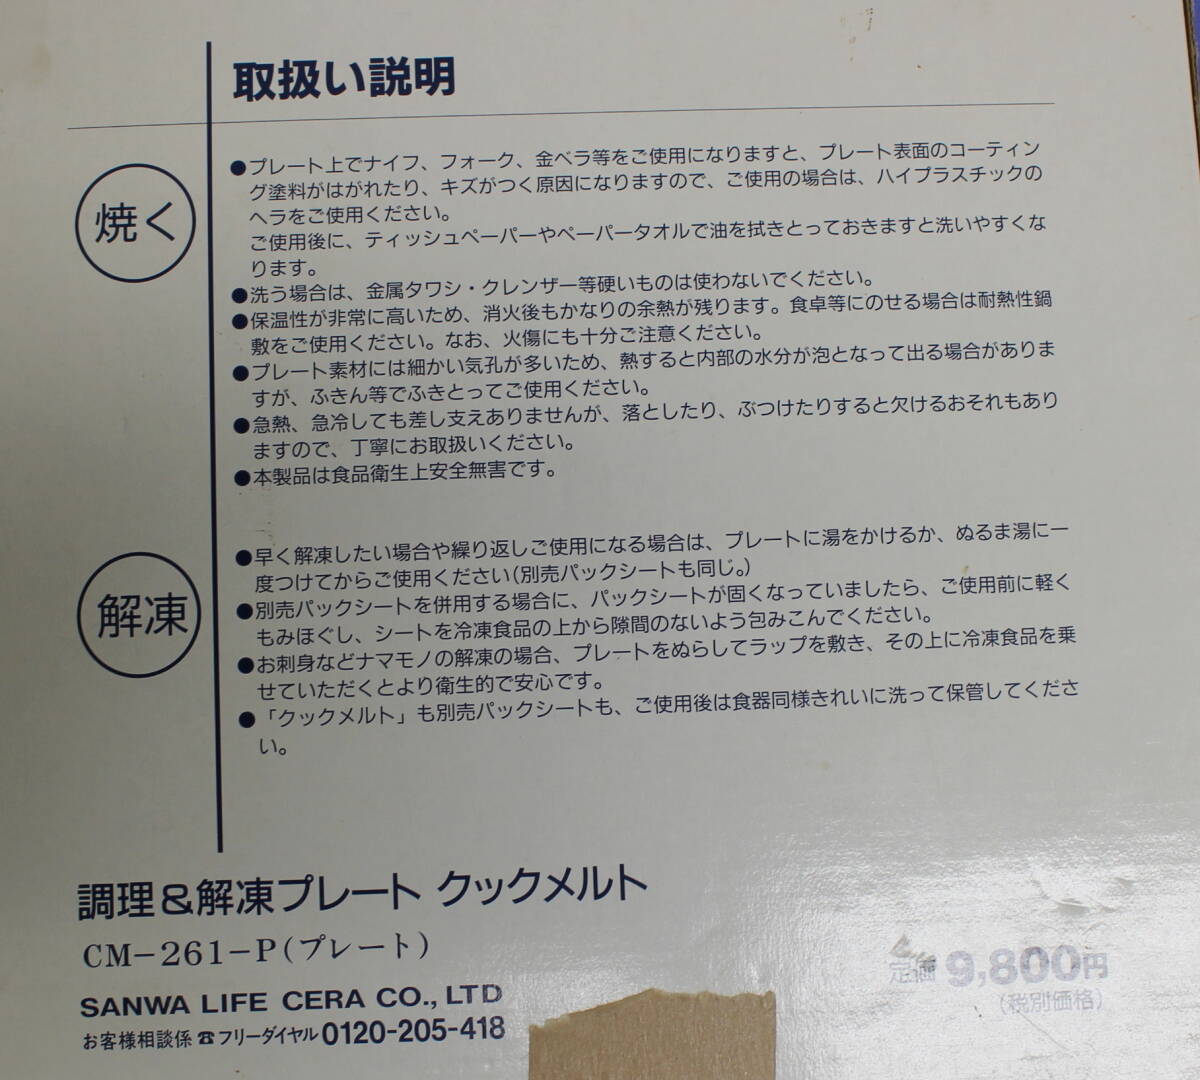 取扱い説明
焼く
●プレート上でナイフ、フォーク、金ベラ等をご使用になりますと、プレート表面のコーティン
グ塗料がはがれたり、キズがつく原因になりますので、ご使用の場合は、ハイプラスチックの
ヘラをご使用ください。
ご使用後に、ティッシュペーパーやペーパータオルで油を拭きとっておきますと洗いやすくな
ります。
●洗う場合は、金属タワシ・クレンザー等硬いものは使わないでください。
●保温性が非常に高いため、消火後もかなりの余熱が残ります。食卓等にのせる場合は耐熱性鍋
敷をご使用ください。なお、火傷にも十分ご注意ください。
●プレート素材には細かい気孔が多いため、熱すると内部の水分が泡となって出る場合がありま
すが、ふきん等でふきとってご使用ください。
●急熱、急冷しても差し支えありませんが、落としたり、ぶつけたりすると欠けるおそれもあり
ますので、丁寧にお取扱いください。
●本製品は食品衛生上安全無害です。
解凍
●早く解凍したい場合や繰り返しご使用になる場合は、プレートに湯をかけるか、ぬるま湯に一
度つけてからご使用ください(別売パックシートも同じ。)
●別売パックシートを併用する場合に、パックシートが固くなっていましたら、ご使用前に軽く
もみほぐし、シートを冷凍食品の上から隙間のないよう包みこんでください。
●お刺身などナマモノの解凍の場合、プレートをぬらしてラップを敷き、その上に冷凍食品を乗
せていただくとより衛生的で安心です。
●「クックメルト」も別売パックシートも、ご使用後は食器同様きれいに洗って保管してくださ
い。
調理&解凍プレート クックメルト
CM-261-P(プレート)
SANWA LIFE CERA CO., LTD
お客様相談係☎フリーダイヤル0120-205-418
定価 9,800円
(税別価格)